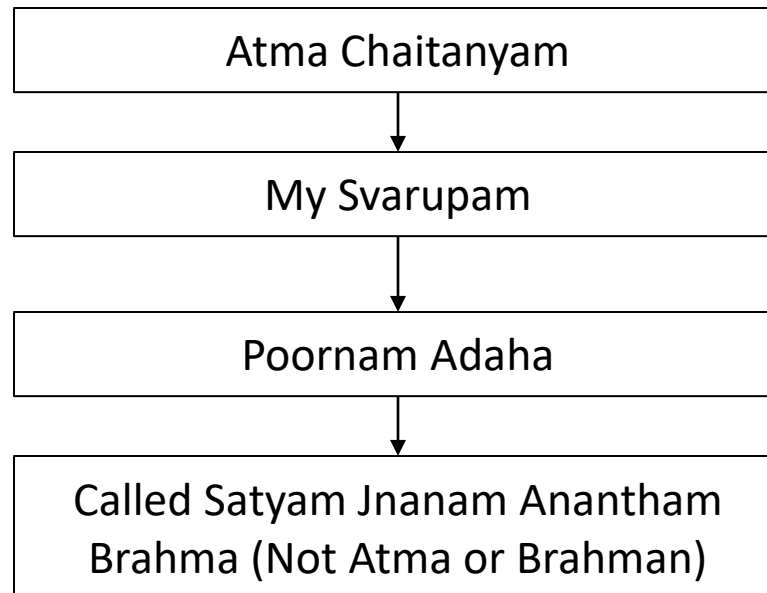 Atma Chaitanyam
My Svarupam
Poornam Adaha
Called Satyam Jnanam Anantham
Brahma (Not Atma or Brahman)